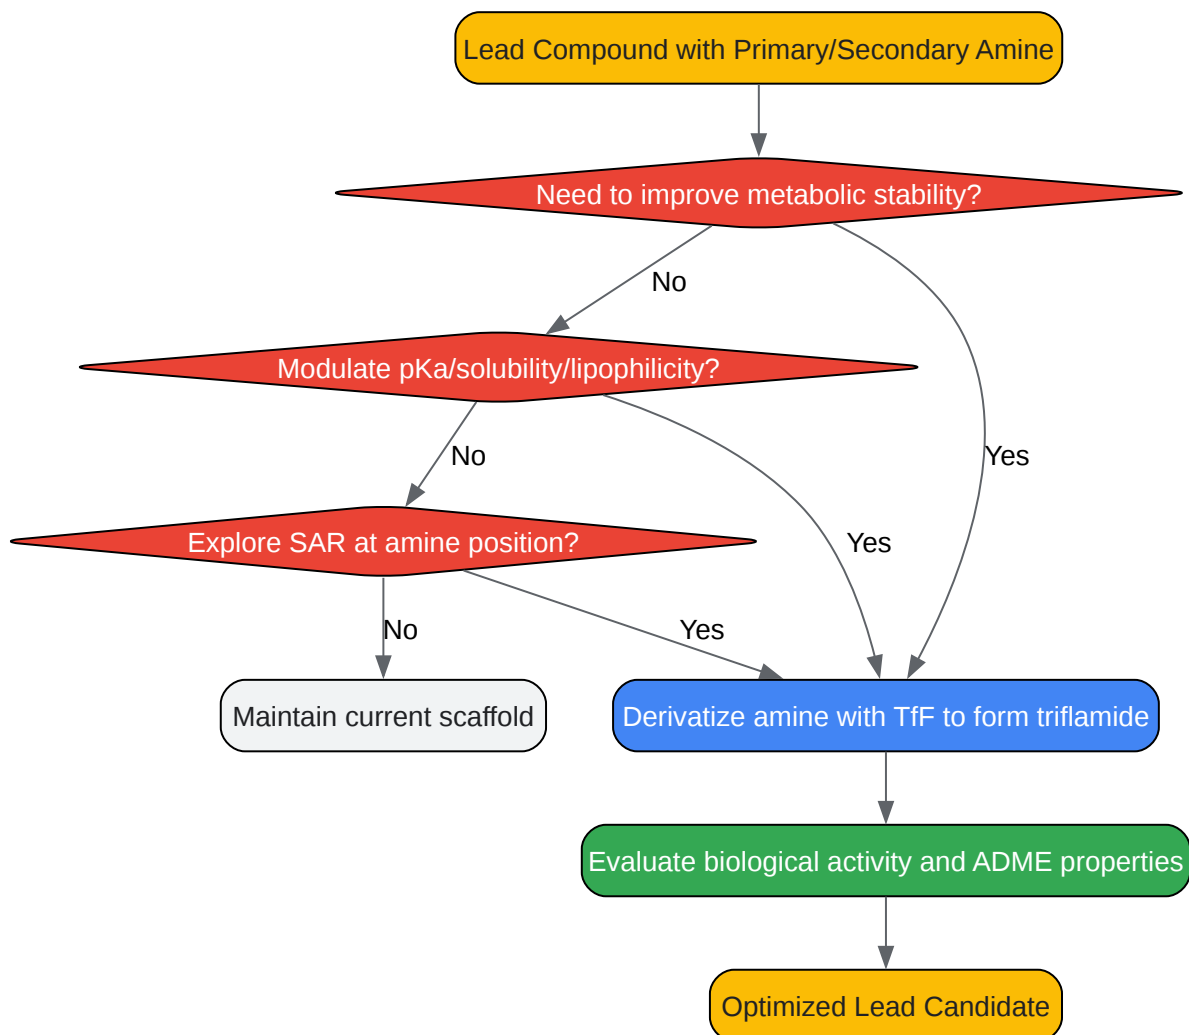 Lead Compound with Primary/Secondary Amine
Need to improve metabolic stability?
No
Modulate pKa/solubility/lipophilicity?
No
Yes
Explore SAR at amine position?
Yes
No
Yes
Maintain current scaffold
Derivatize amine with TfF to form triflamide
Evaluate biological activity and ADME properties
Optimized Lead Candidate